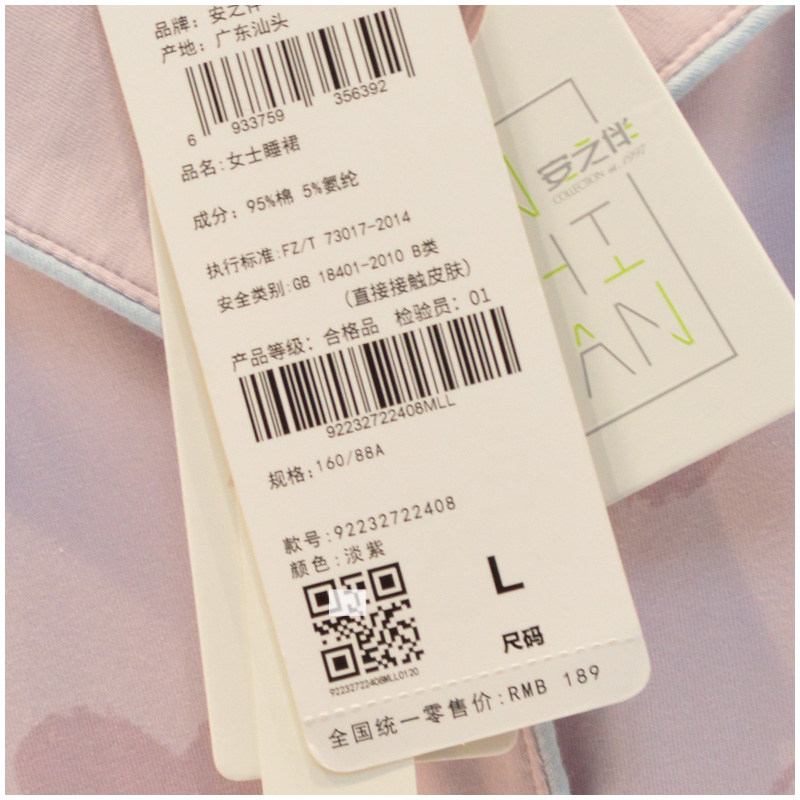 品牌：安之伴
产地：广东汕头
6 933759 356392
品名:女士睡裙
成分：95%棉 5%氨纶
执行标准:FZ/T 73017-2014
安全类别:GB 18401-2010 B类
(直接接触皮肤)
产品等级：合格品 检验员：01
92232722408MLL
规格:160/88A
款号:92232722408
颜色:淡紫
L
尺码
92232722408MLL0120
全国统一零售价:RMB 189
安之伴
COLLECTION est. 1997